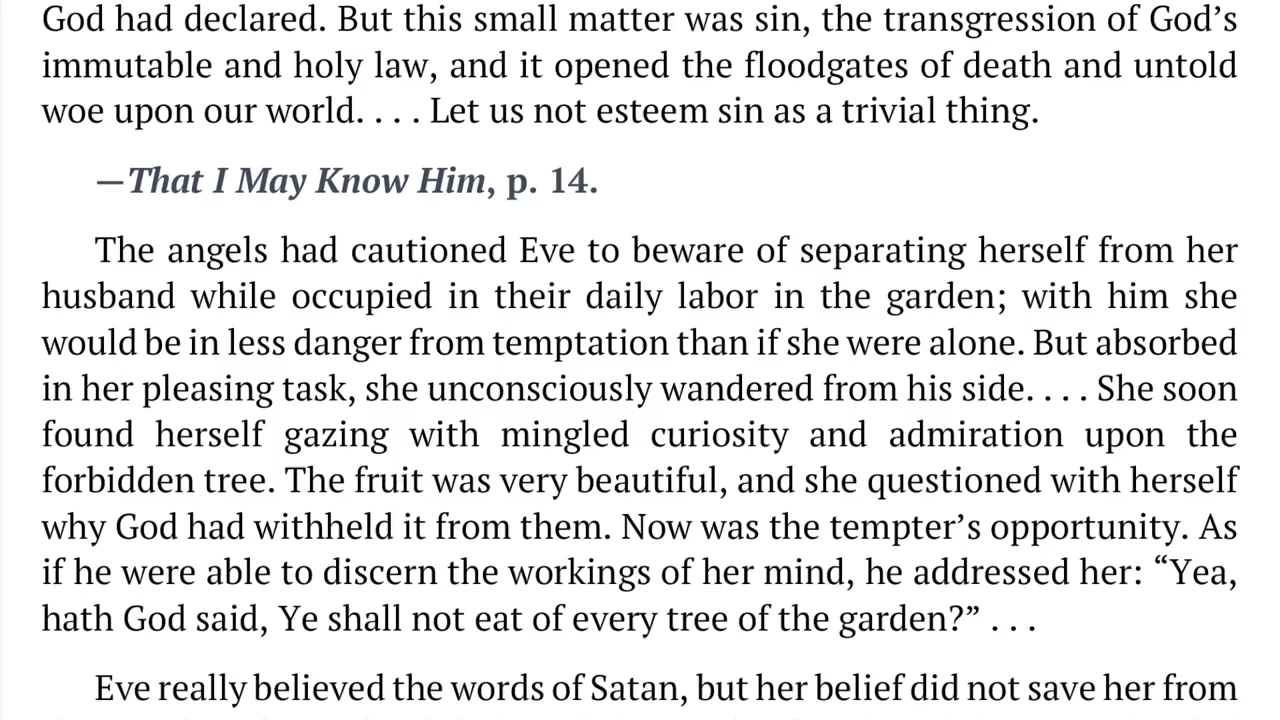 God had declared. But this small matter was sin, the transgression of God’s
immutable and holy law, and it opened the floodgates of death and untold
woe upon our world. . . . Let us not esteem sin as a trivial thing.
—That I May Know Him, p. 14.
The angels had cautioned Eve to beware of separating herself from her
husband while occupied in their daily labor in the garden; with him she
would be in less danger from temptation than if she were alone. But absorbed
in her pleasing task, she unconsciously wandered from his side. . . . She soon
found herself gazing with mingled curiosity and admiration upon the
forbidden tree. The fruit was very beautiful, and she questioned with herself
why God had withheld it from them. Now was the tempter’s opportunity. As
if he were able to discern the workings of her mind, he addressed her: “Yea,
hath God said, Ye shall not eat of every tree of the garden?” . . .
Eve really believed the words of Satan, but her belief did not save her from